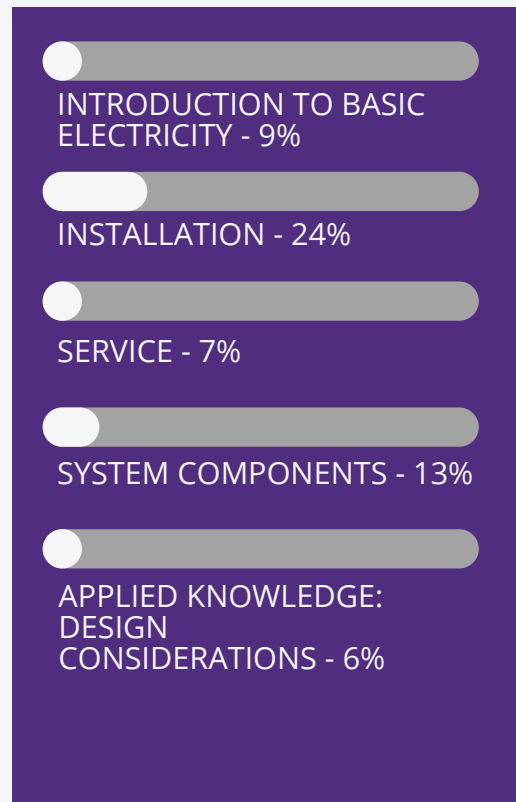 INTRODUCTION TO BASIC
ELECTRICITY - 9%
INSTALLATION - 24%
SERVICE - 7%
SYSTEM COMPONENTS - 13%
APPLIED KNOWLEDGE:
DESIGN
CONSIDERATIONS - 6%